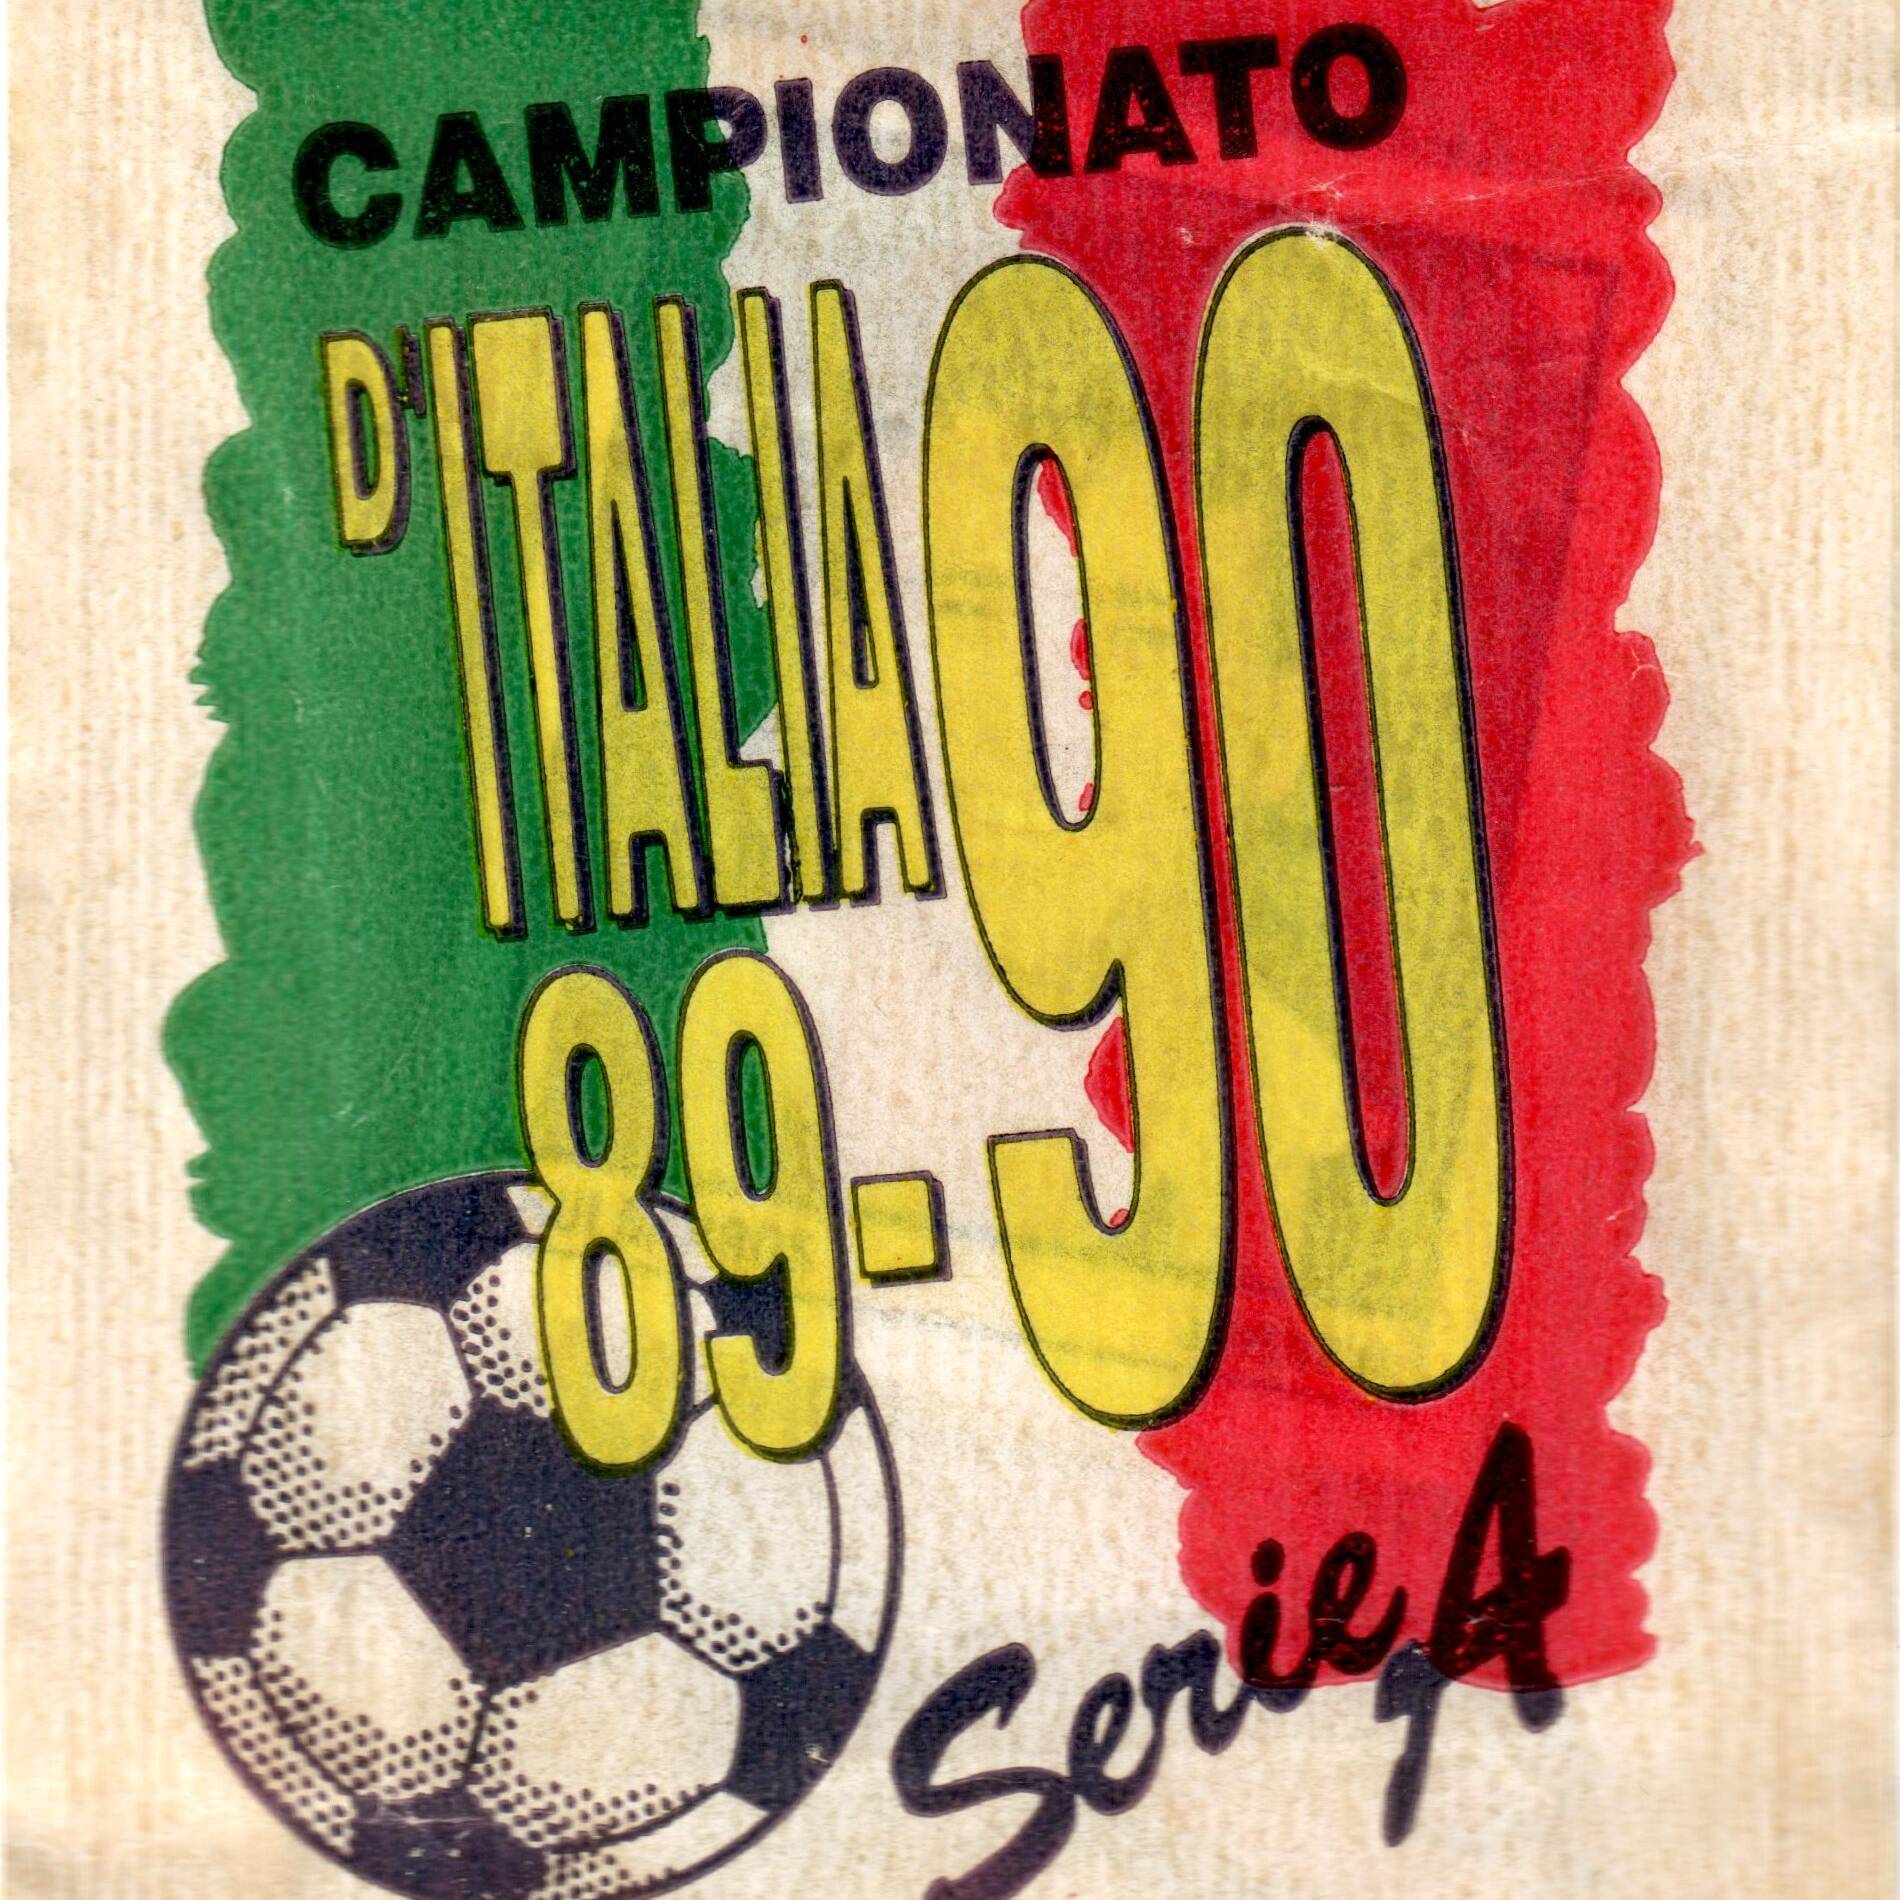 CAMPIONATO
D'ITALIA 90
89-
Serie A